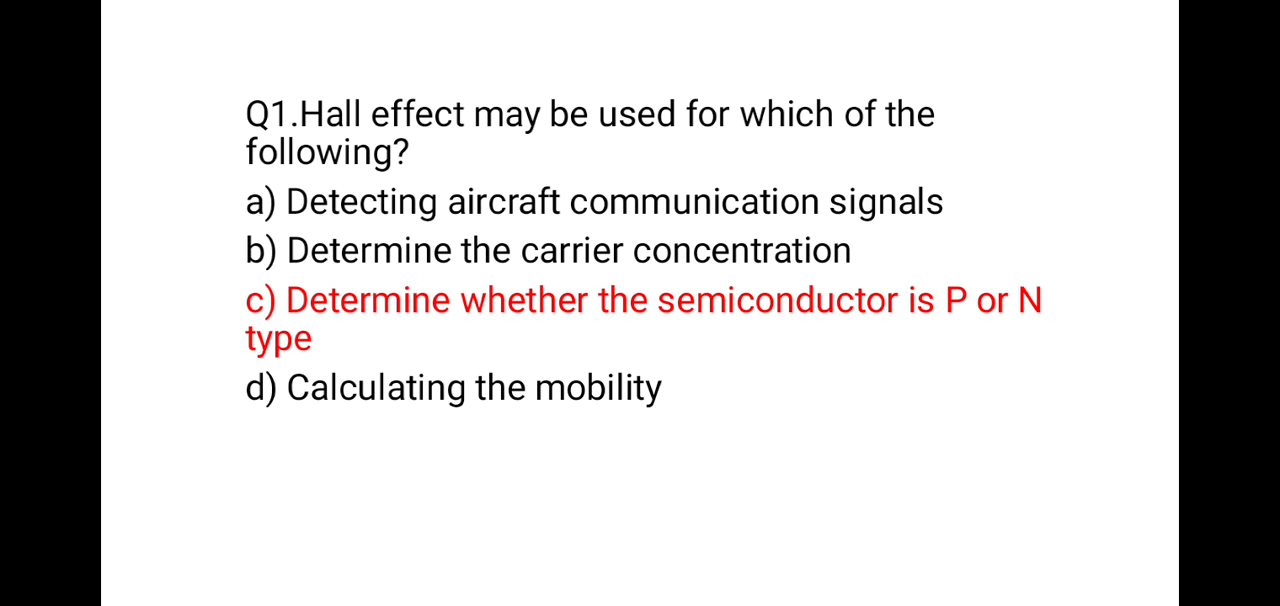 Q1.Hall effect may be used for which of the
following?
a) Detecting aircraft communication signals
b) Determine the carrier concentration
c) Determine whether the semiconductor is P or N
type
d) Calculating the mobility